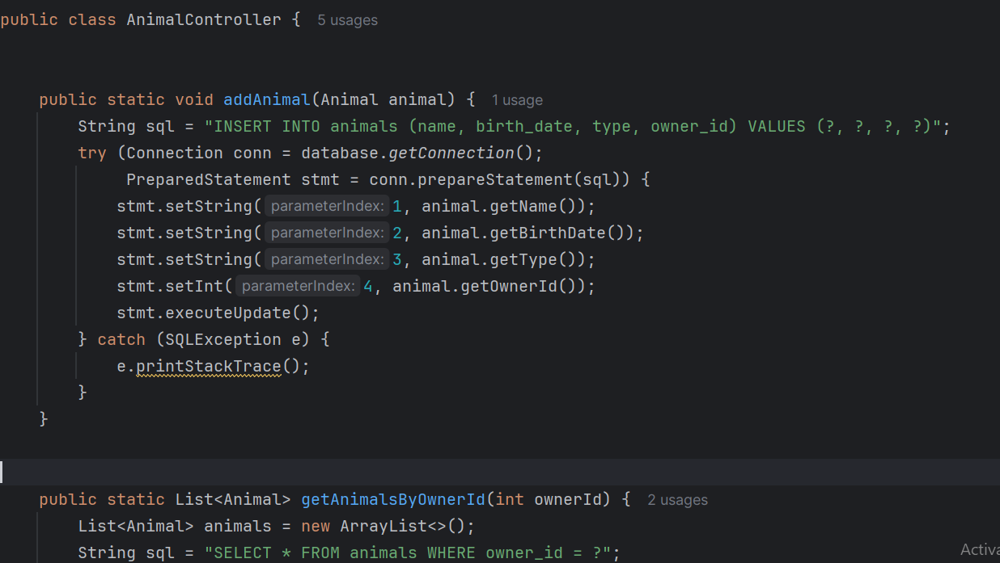 public class AnimalController { 5 usages
public static void addAnimal(Animal animal) { 1 usage
String sql = "INSERT INTO animals (name, birth_date, type, owner_id) VALUES (?, ?, ?, ?)";
try (Connection conn = database.getConnection();
PreparedStatement stmt = conn.prepareStatement(sql)) {
stmt.setString( parameterIndex: 1, animal.getName());
stmt.setString( parameterIndex: 2, animal.getBirthDate());
stmt.setString( parameterIndex: 3, animal.getType());
stmt.setInt( parameterIndex: 4, animal.getOwnerId());
stmt.executeUpdate();
} catch (SQLException e) {
e.printStackTrace();
}
}
public static List<Animal> getAnimalsByOwnerId(int ownerId) { 2 usages
List<Animal> animals = new ArrayList<>();
String sql = "SELECT * FROM animals WHERE owner_id = ?";